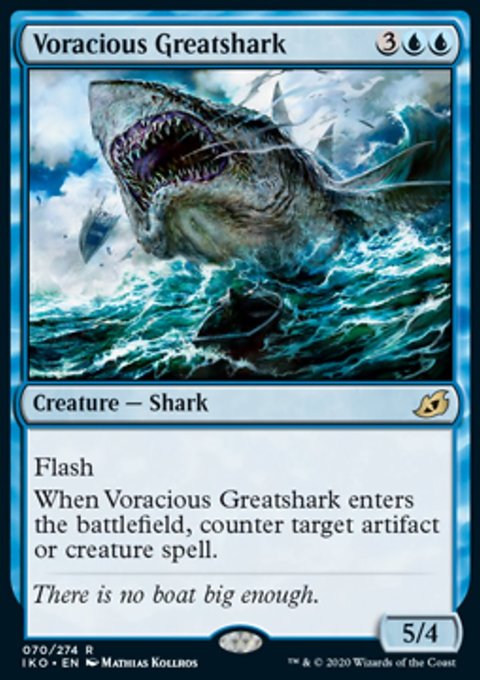 Voracious Greatshark 3
Creature — Shark
Flash
When Voracious Greatshark enters
the battlefield, counter target artifact
or creature spell.
There is no boat big enough.
5/4
070/274 R
IKO • EN Mathias Kollros
™ & © 2020 Wizards of the Coast